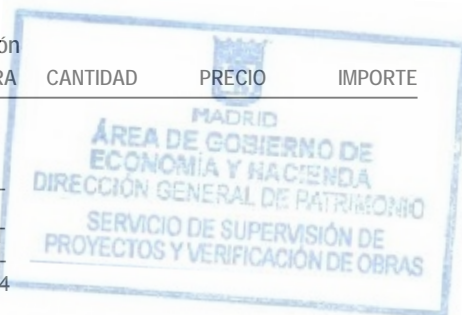 ón
RA CANTIDAD PRECIO IMPORTE
MADRID
ÁREA DE GOBIERNO DE
ECONOMÍA Y HACIENDA
DIRECCIÓN GENERAL DE PATRIMONIO
SERVICIO DE SUPERVISIÓN DE
PROYECTOS Y VERIFICACIÓN DE OBRAS
4